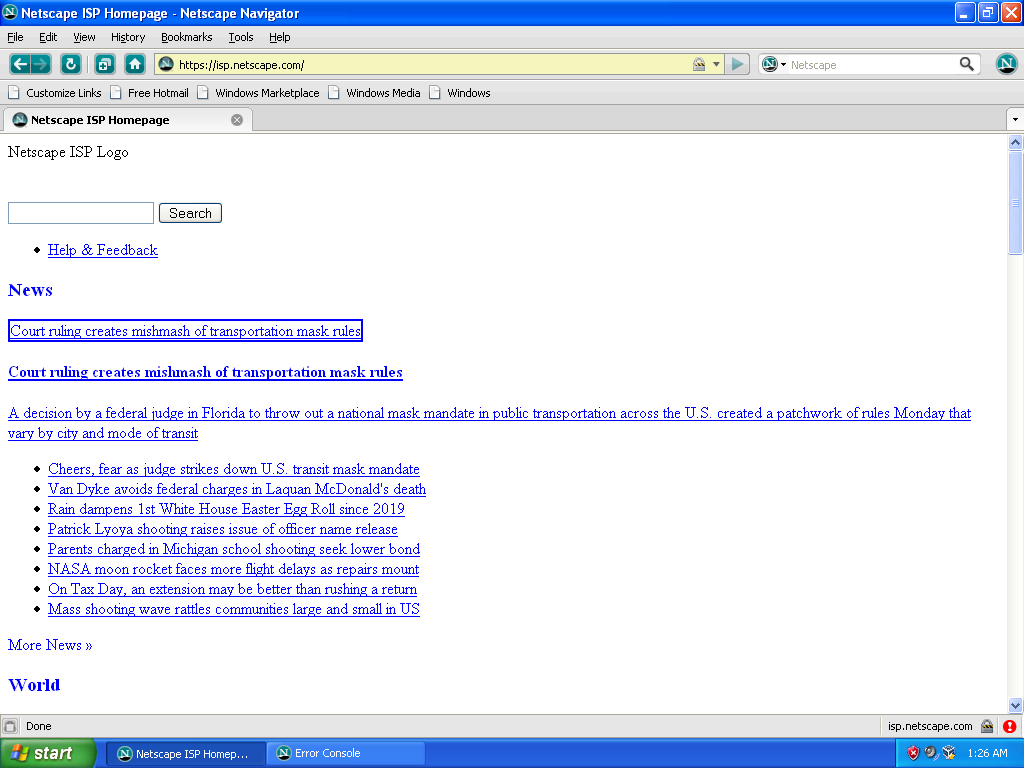 Netscape ISP Homepage - Netscape Navigator
File Edit View History Bookmarks Tools Help
https://isp.netscape.com/ Netscape
Customize Links Free Hotmail Windows Marketplace Windows Media Windows
Netscape ISP Homepage
Netscape ISP Logo
Search
Help & Feedback
News
Court ruling creates mishmash of transportation mask rules
Court ruling creates mishmash of transportation mask rules
A decision by a federal judge in Florida to throw out a national mask mandate in public transportation across the U.S. created a patchwork of rules Monday that
vary by city and mode of transit
Cheers, fear as judge strikes down U.S. transit mask mandate
Van Dyke avoids federal charges in Laquan McDonald's death
Rain dampens 1st White House Easter Egg Roll since 2019
Patrick Lyoya shooting raises issue of officer name release
Parents charged in Michigan school shooting seek lower bond
NASA moon rocket faces more flight delays as repairs mount
On Tax Day, an extension may be better than rushing a return
Mass shooting wave rattles communities large and small in US
More News »
World
Done isp.netscape.com
start Netscape ISP Homep... Error Console 1:26 AM